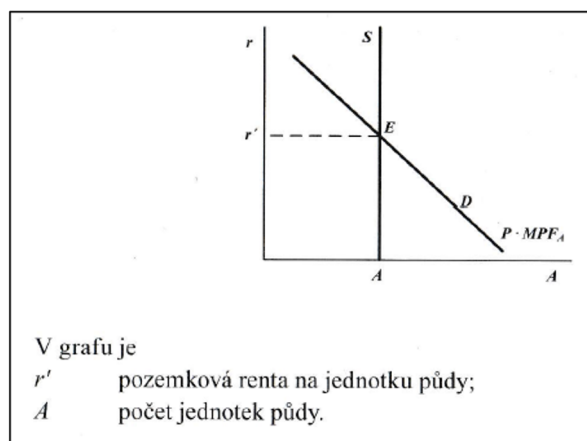 r S
r′ E
D
P · MPF_A
A A
V grafu je
r′ pozemková renta na jednotku půdy;
A počet jednotek půdy.